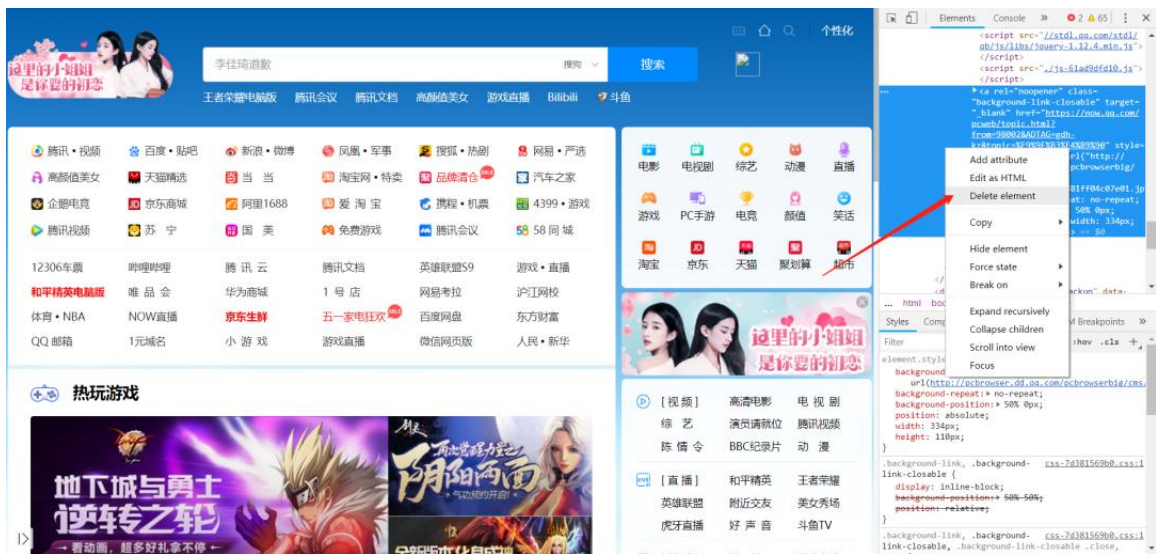 个性化
这里的小姐姐
是你要的初恋
李佳琦道歉 搜狗 搜索
王者荣耀电脑版 腾讯会议 腾讯文档 高颜值美女 游戏直播 Bilibili 斗鱼
腾讯•视频 百度•贴吧 新浪•微博 凤凰•军事 搜狐•热剧 网易•严选
高颜值美女 天猫精选 当 当 淘宝网•特卖 品牌清仓 汽车之家
企鹅电竞 京东商城 阿里1688 爱 淘 宝 携程•机票 4399•游戏
腾讯视频 苏 宁 国 美 免费游戏 腾讯会议 58 同 城
12306车票 哔哩哔哩 腾 讯 云 腾讯文档 英雄联盟S9 游戏•直播
和平精英电脑版 唯 品 会 华为商城 1 号 店 网易考拉 沪江网校
体育•NBA NOW直播 京东生鲜 五一家电狂欢 百度网盘 东方财富
QQ 邮箱 1元域名 小 游 戏 游戏直播 微信网页版 人民•新华
热玩游戏
地下城与勇士
逆转之轮
看动画，超多好礼拿不停
阴阳两面
气功预约开启!
电影 电视剧 综艺 动漫 直播
游戏 PC手游 电竞 颜值 笑话
淘宝 京东 天猫 聚划算 超市
这里的小姐姐
是你要的初恋
[视频] 高清电影 电 视 剧
综 艺 演员请就位 腾讯视频
陈 情 令 BBC纪录片 动 漫
[直播] 和平精英 王者荣耀
英雄联盟 附近交友 美女秀场
虎牙直播 好 声 音 斗鱼TV
Elements Console » 2 65
<script src="//stdl.qq.com/stdl/
qb/js/libs/jquery-1.12.4.min.js">
</script>
<script src="./js-61ad9dfd10.js">
</script>
<a rel="noopener" class=
"background-link-closable" target=
"_blank" href="https://now.qq.com/
pcweb/topic.html?
Add attribute
Edit as HTML
Delete element
Copy
Hide element
Force state
Break on
Expand recursively
Collapse children
Scroll into view
Focus
... html
Styles
M Breakpoints »
Filter :hov .cls +
element.style
background
url(http://pcbrowser.dd.qq.com/pcbrowserbig/cms
background-repeat: no-repeat;
background-position: 50% 0px;
position: absolute;
width: 334px;
height: 110px;
}
.background-link, .background- css-7d381569b0.css:1
link-closable {
display: inline-block;
background-position: 50% 50%;
position: relative;
}
.background-link, .background- css-7d381569b0.css:1
link-closable, .background-link-closable .close,